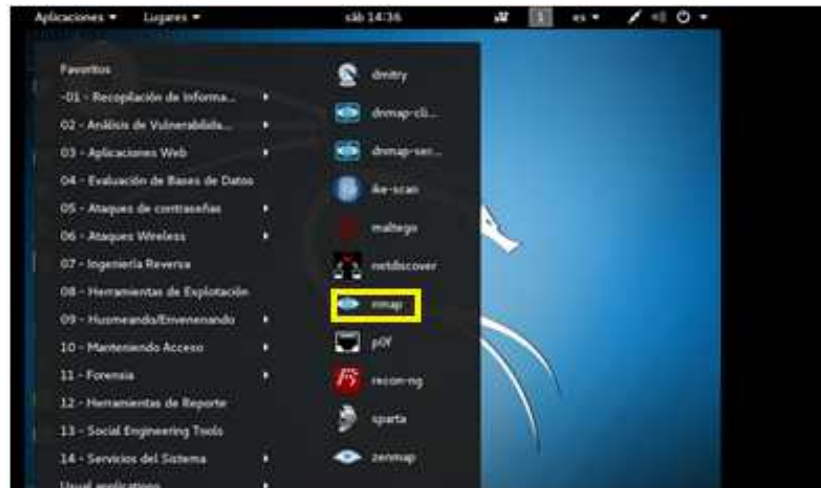 Aplicaciones Lugares sáb 14:36 1 es
Favoritos
-01 - Recopilación de Informa...
02 - Análisis de Vulnerabilida...
03 - Aplicaciones Web
04 - Evaluación de Bases de Datos
05 - Ataques de contraseñas
06 - Ataques Wireless
07 - Ingeniería Reversa
08 - Herramientas de Explotación
09 - Husmeando/Envenenando
10 - Manteniendo Acceso
11 - Forensia
12 - Herramientas de Reporte
13 - Social Engineering Tools
14 - Servicios del Sistema
Usual applications
dmitry
dnmap-cli...
dnmap-ser...
ike-scan
maltego
netdiscover
nmap
p0f
recon-ng
sparta
zenmap